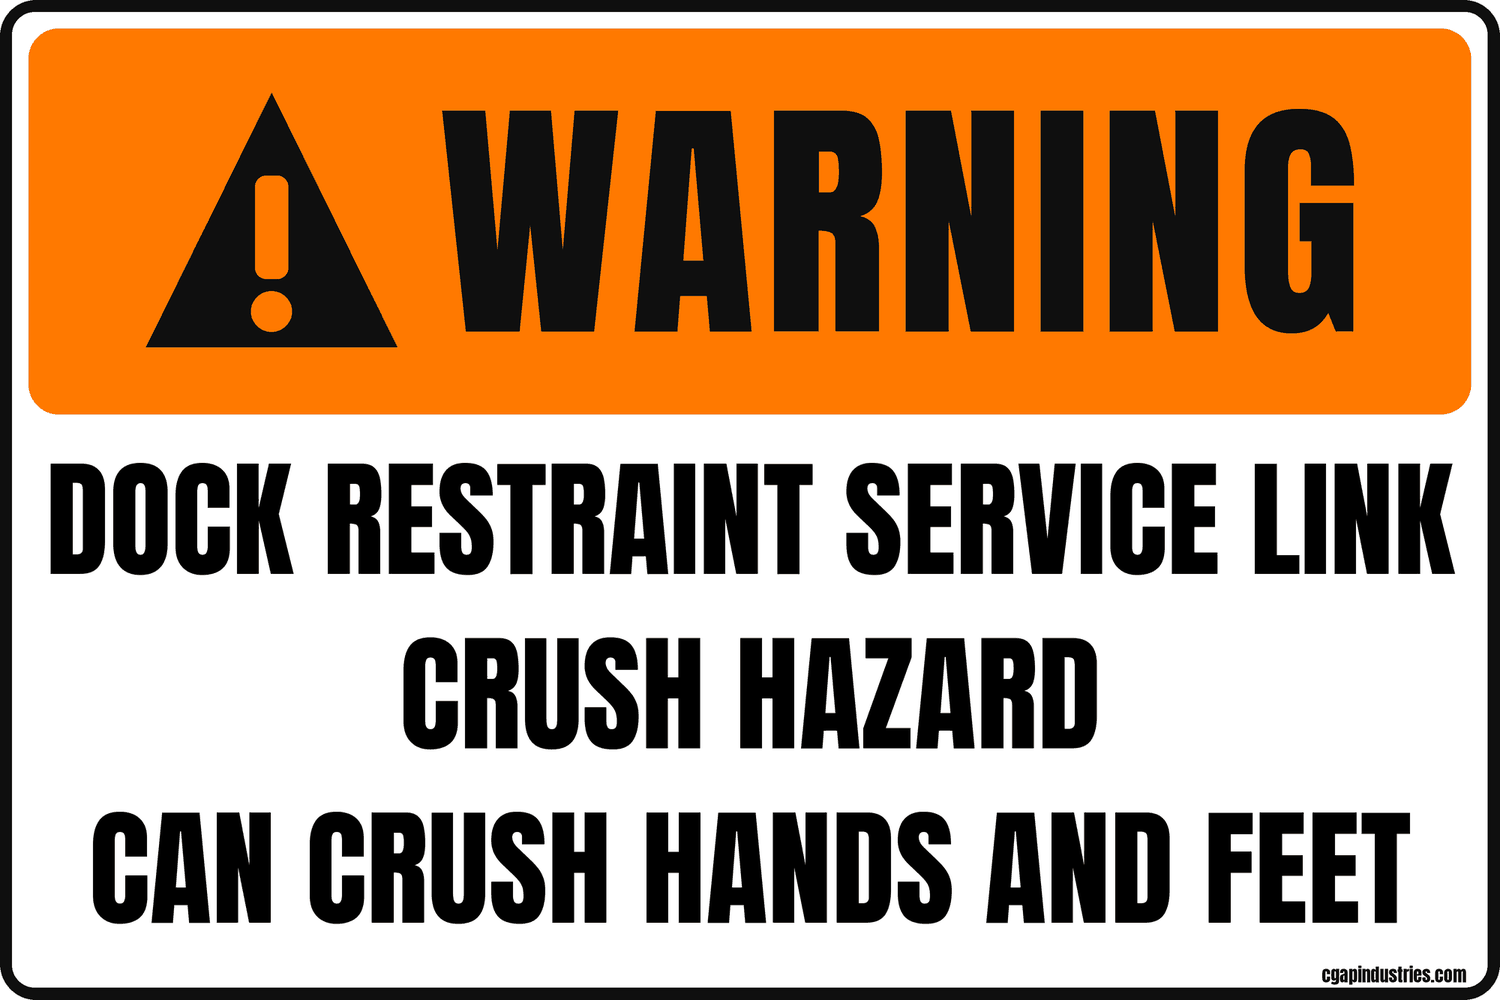 WARNING
DOCK RESTRAINT SERVICE LINK
CRUSH HAZARD
CAN CRUSH HANDS AND FEET
cgapindustries.com